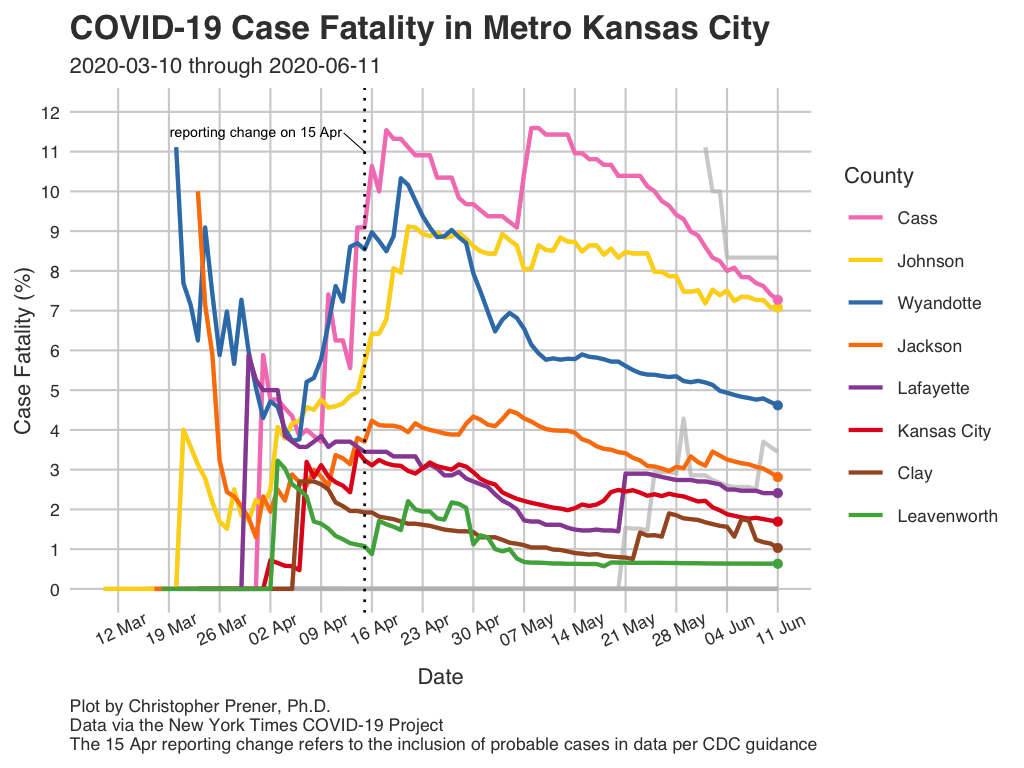 COVID-19 Case Fatality in Metro Kansas City
2020-03-10 through 2020-06-11
12
11
10
9
8
7
6
5
4
3
2
1
0
Case Fatality (%)
reporting change on 15 Apr
12 Mar
19 Mar
26 Mar
02 Apr
09 Apr
16 Apr
23 Apr
30 Apr
07 May
14 May
21 May
28 May
04 Jun
11 Jun
Date
County
Cass
Johnson
Wyandotte
Jackson
Lafayette
Kansas City
Clay
Leavenworth
Plot by Christopher Prener, Ph.D.
Data via the New York Times COVID-19 Project
The 15 Apr reporting change refers to the inclusion of probable cases in data per CDC guidance